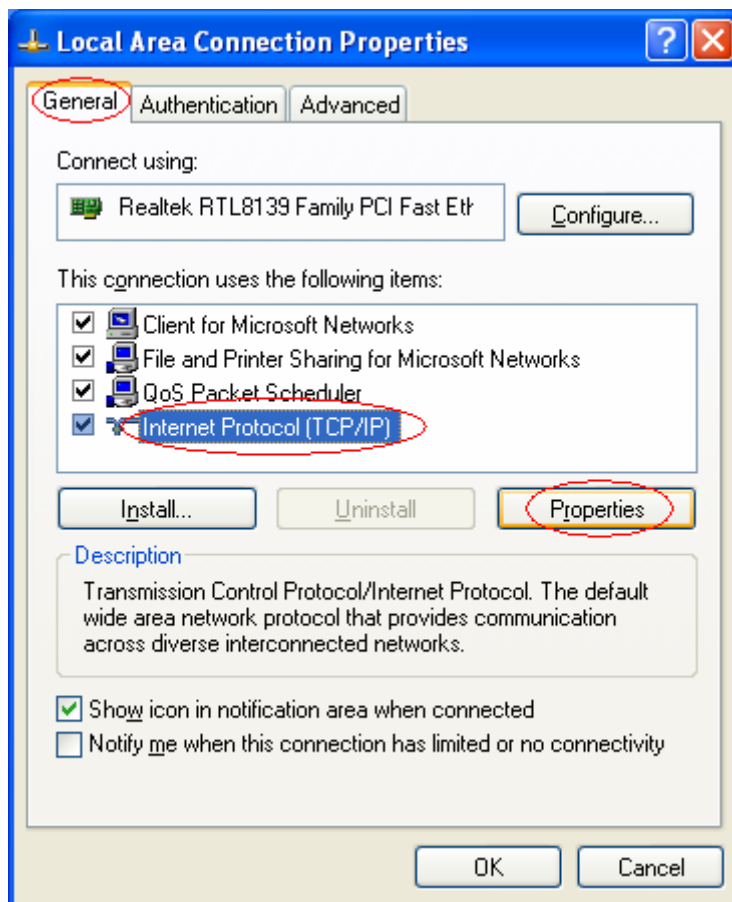 Local Area Connection Properties
General Authentication Advanced
Connect using:
Realtek RTL8139 Family PCI Fast Eth
Configure...
This connection uses the following items:
Client for Microsoft Networks
File and Printer Sharing for Microsoft Networks
QoS Packet Scheduler
Internet Protocol (TCP/IP)
Install... Uninstall Properties
Description
Transmission Control Protocol/Internet Protocol. The default
wide area network protocol that provides communication
across diverse interconnected networks.
Show icon in notification area when connected
Notify me when this connection has limited or no connectivity
OK Cancel